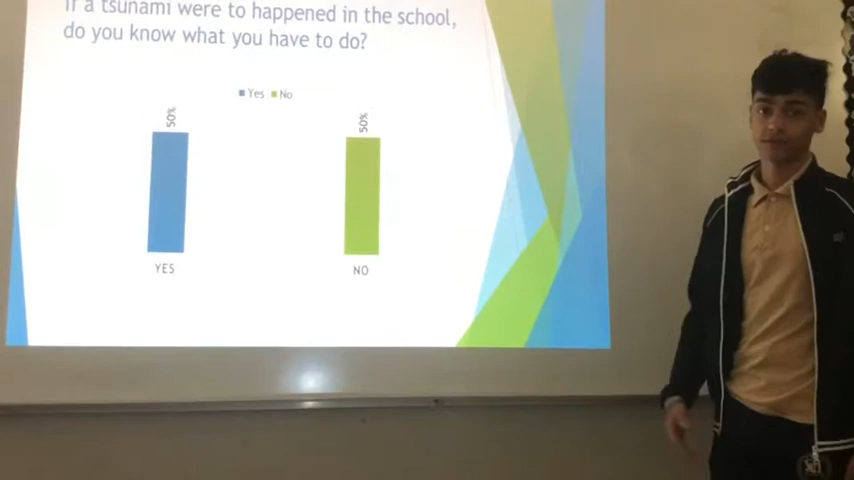 If a tsunami were to happened in the school,
do you know what you have to do?
Yes No
50% 50%
YES NO